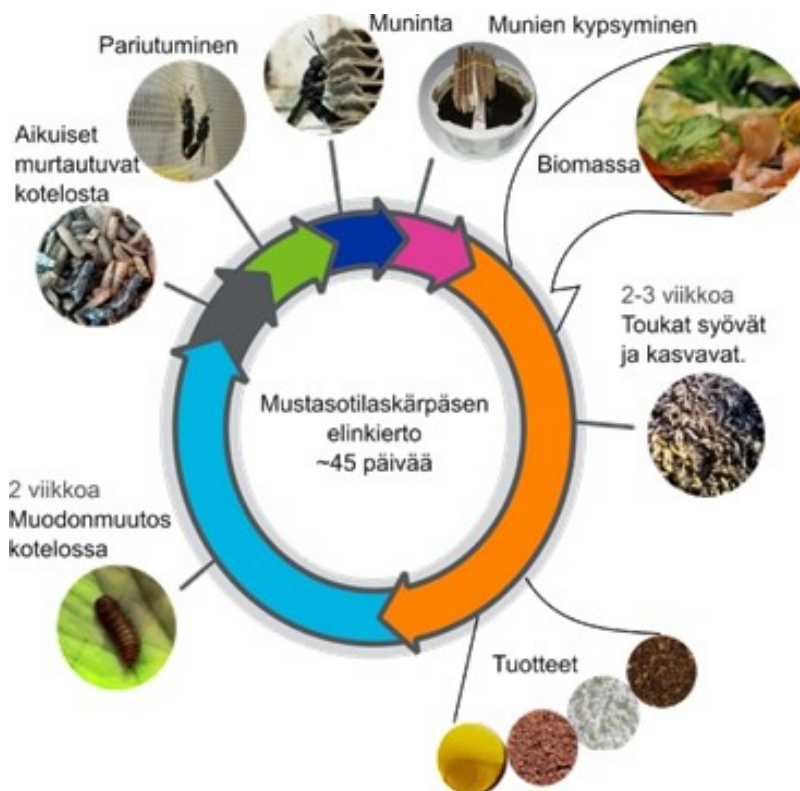 Pariutuminen
Muninta
Munien kypsyminen
Aikuiset
murtautuvat
kotelosta
Biomassa
2-3 viikkoa
Toukat syövät
ja kasvavat.
Mustasotilaskärpäsen
elinkierto
~45 päivää
2 viikkoa
Muodonmuutos
kotelossa
Tuotteet